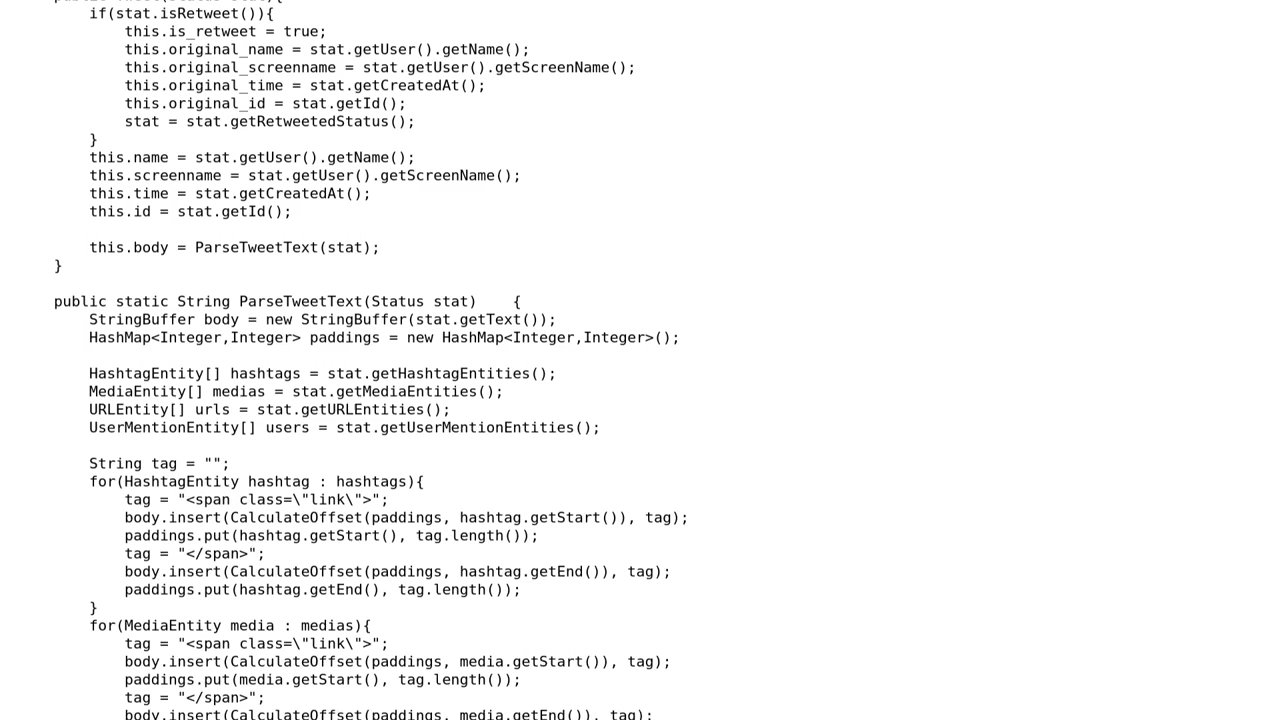 if(stat.isRetweet()){
this.is_retweet = true;
this.original_name = stat.getUser().getName();
this.original_screenname = stat.getUser().getScreenName();
this.original_time = stat.getCreatedAt();
this.original_id = stat.getId();
stat = stat.getRetweetedStatus();
}
this.name = stat.getUser().getName();
this.screenname = stat.getUser().getScreenName();
this.time = stat.getCreatedAt();
this.id = stat.getId();
this.body = ParseTweetText(stat);
}
public static String ParseTweetText(Status stat)    {
StringBuffer body = new StringBuffer(stat.getText());
HashMap<Integer,Integer> paddings = new HashMap<Integer,Integer>();
HashtagEntity[] hashtags = stat.getHashtagEntities();
MediaEntity[] medias = stat.getMediaEntities();
URLEntity[] urls = stat.getURLEntities();
UserMentionEntity[] users = stat.getUserMentionEntities();
String tag = "";
for(HashtagEntity hashtag : hashtags){
tag = "<span class=\"link\">";
body.insert(CalculateOffset(paddings, hashtag.getStart()), tag);
paddings.put(hashtag.getStart(), tag.length());
tag = "</span>";
body.insert(CalculateOffset(paddings, hashtag.getEnd()), tag);
paddings.put(hashtag.getEnd(), tag.length());
}
for(MediaEntity media : medias){
tag = "<span class=\"link\">";
body.insert(CalculateOffset(paddings, media.getStart()), tag);
paddings.put(media.getStart(), tag.length());
tag = "</span>";
body.insert(CalculateOffset(paddings, media.getEnd()), tag);